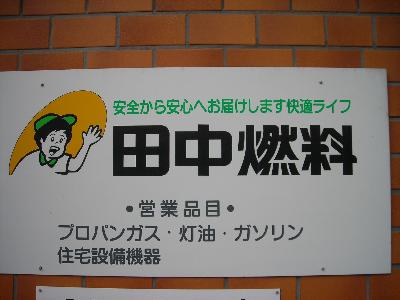 安全から安心へお届けします快適ライフ
田中燃料
・営業品目・
プロバンガス・灯油・ガソリン
住宅設備機器